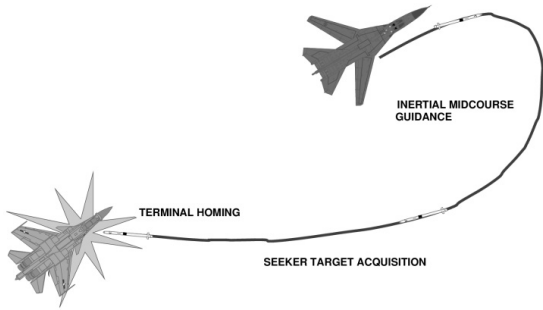 INERTIAL MIDCOURSE
GUIDANCE
TERMINAL HOMING
SEEKER TARGET ACQUISITION